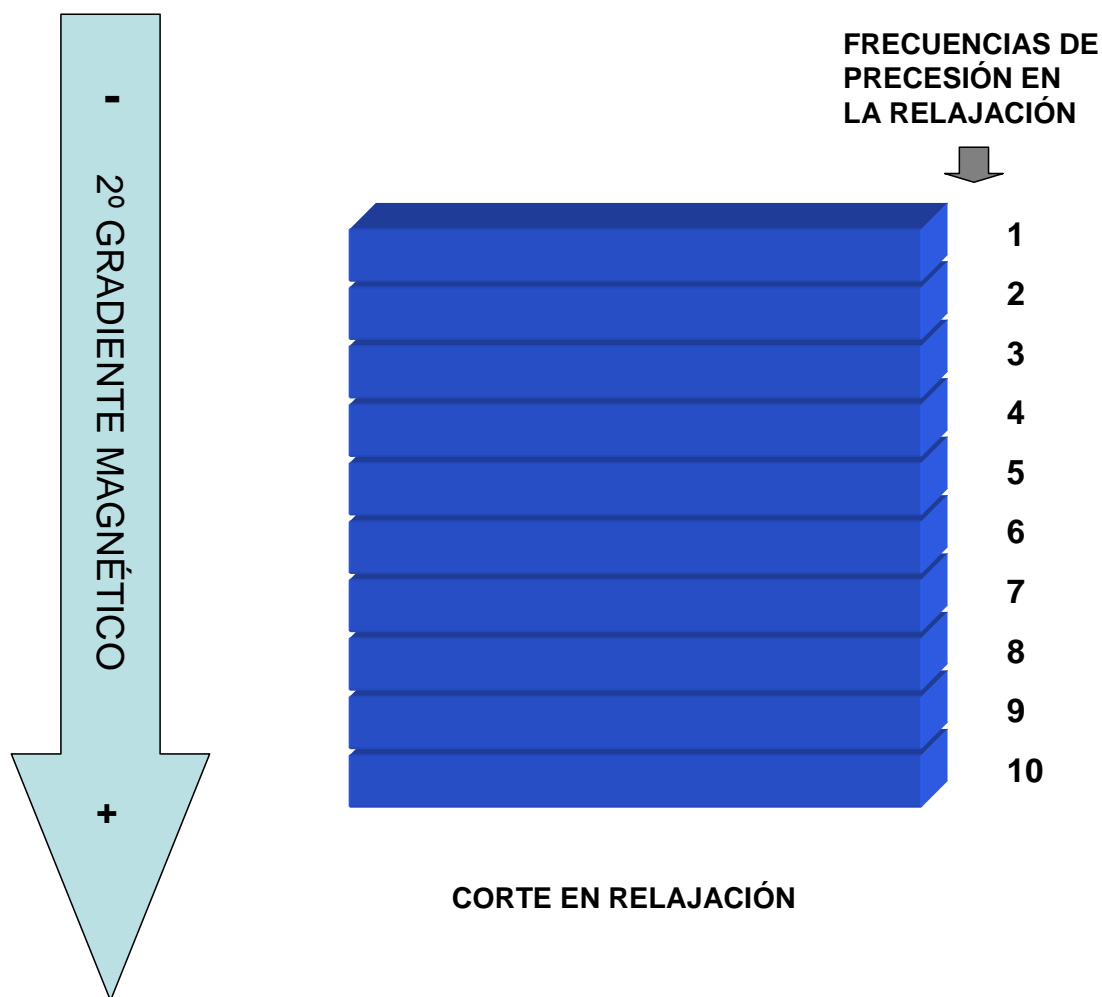 -
2º GRADIENTE MAGNÉTICO
+
FRECUENCIAS DE
PRECESIÓN EN
LA RELAJACIÓN
1
2
3
4
5
6
7
8
9
10
CORTE EN RELAJACIÓN